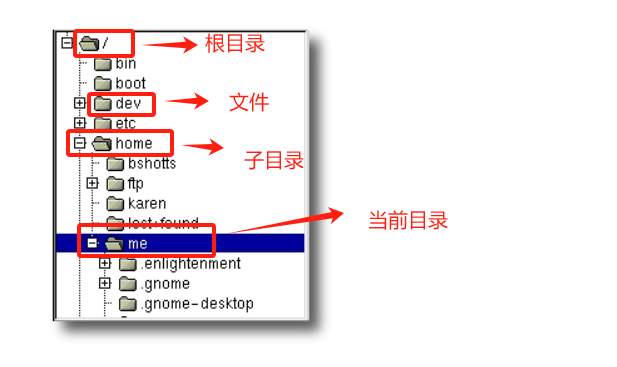 / 根目录
bin
boot
dev 文件
etc
home 子目录
bshotts
ftp
karen
lost+found
me 当前目录
.enlightenment
.gnome
.gnome-desktop